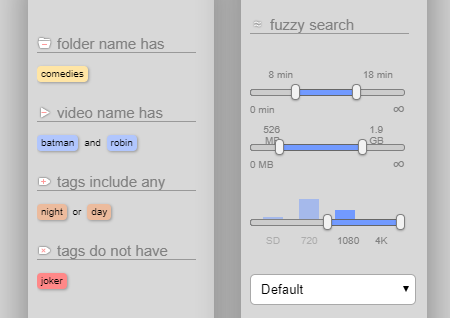 folder name has
comedies
video name has
batman and robin
tags include any
night or day
tags do not have
joker
fuzzy search
8 min 18 min
0 min ∞
526 MB 1.9 GB
0 MB ∞
SD 720 1080 4K
Default